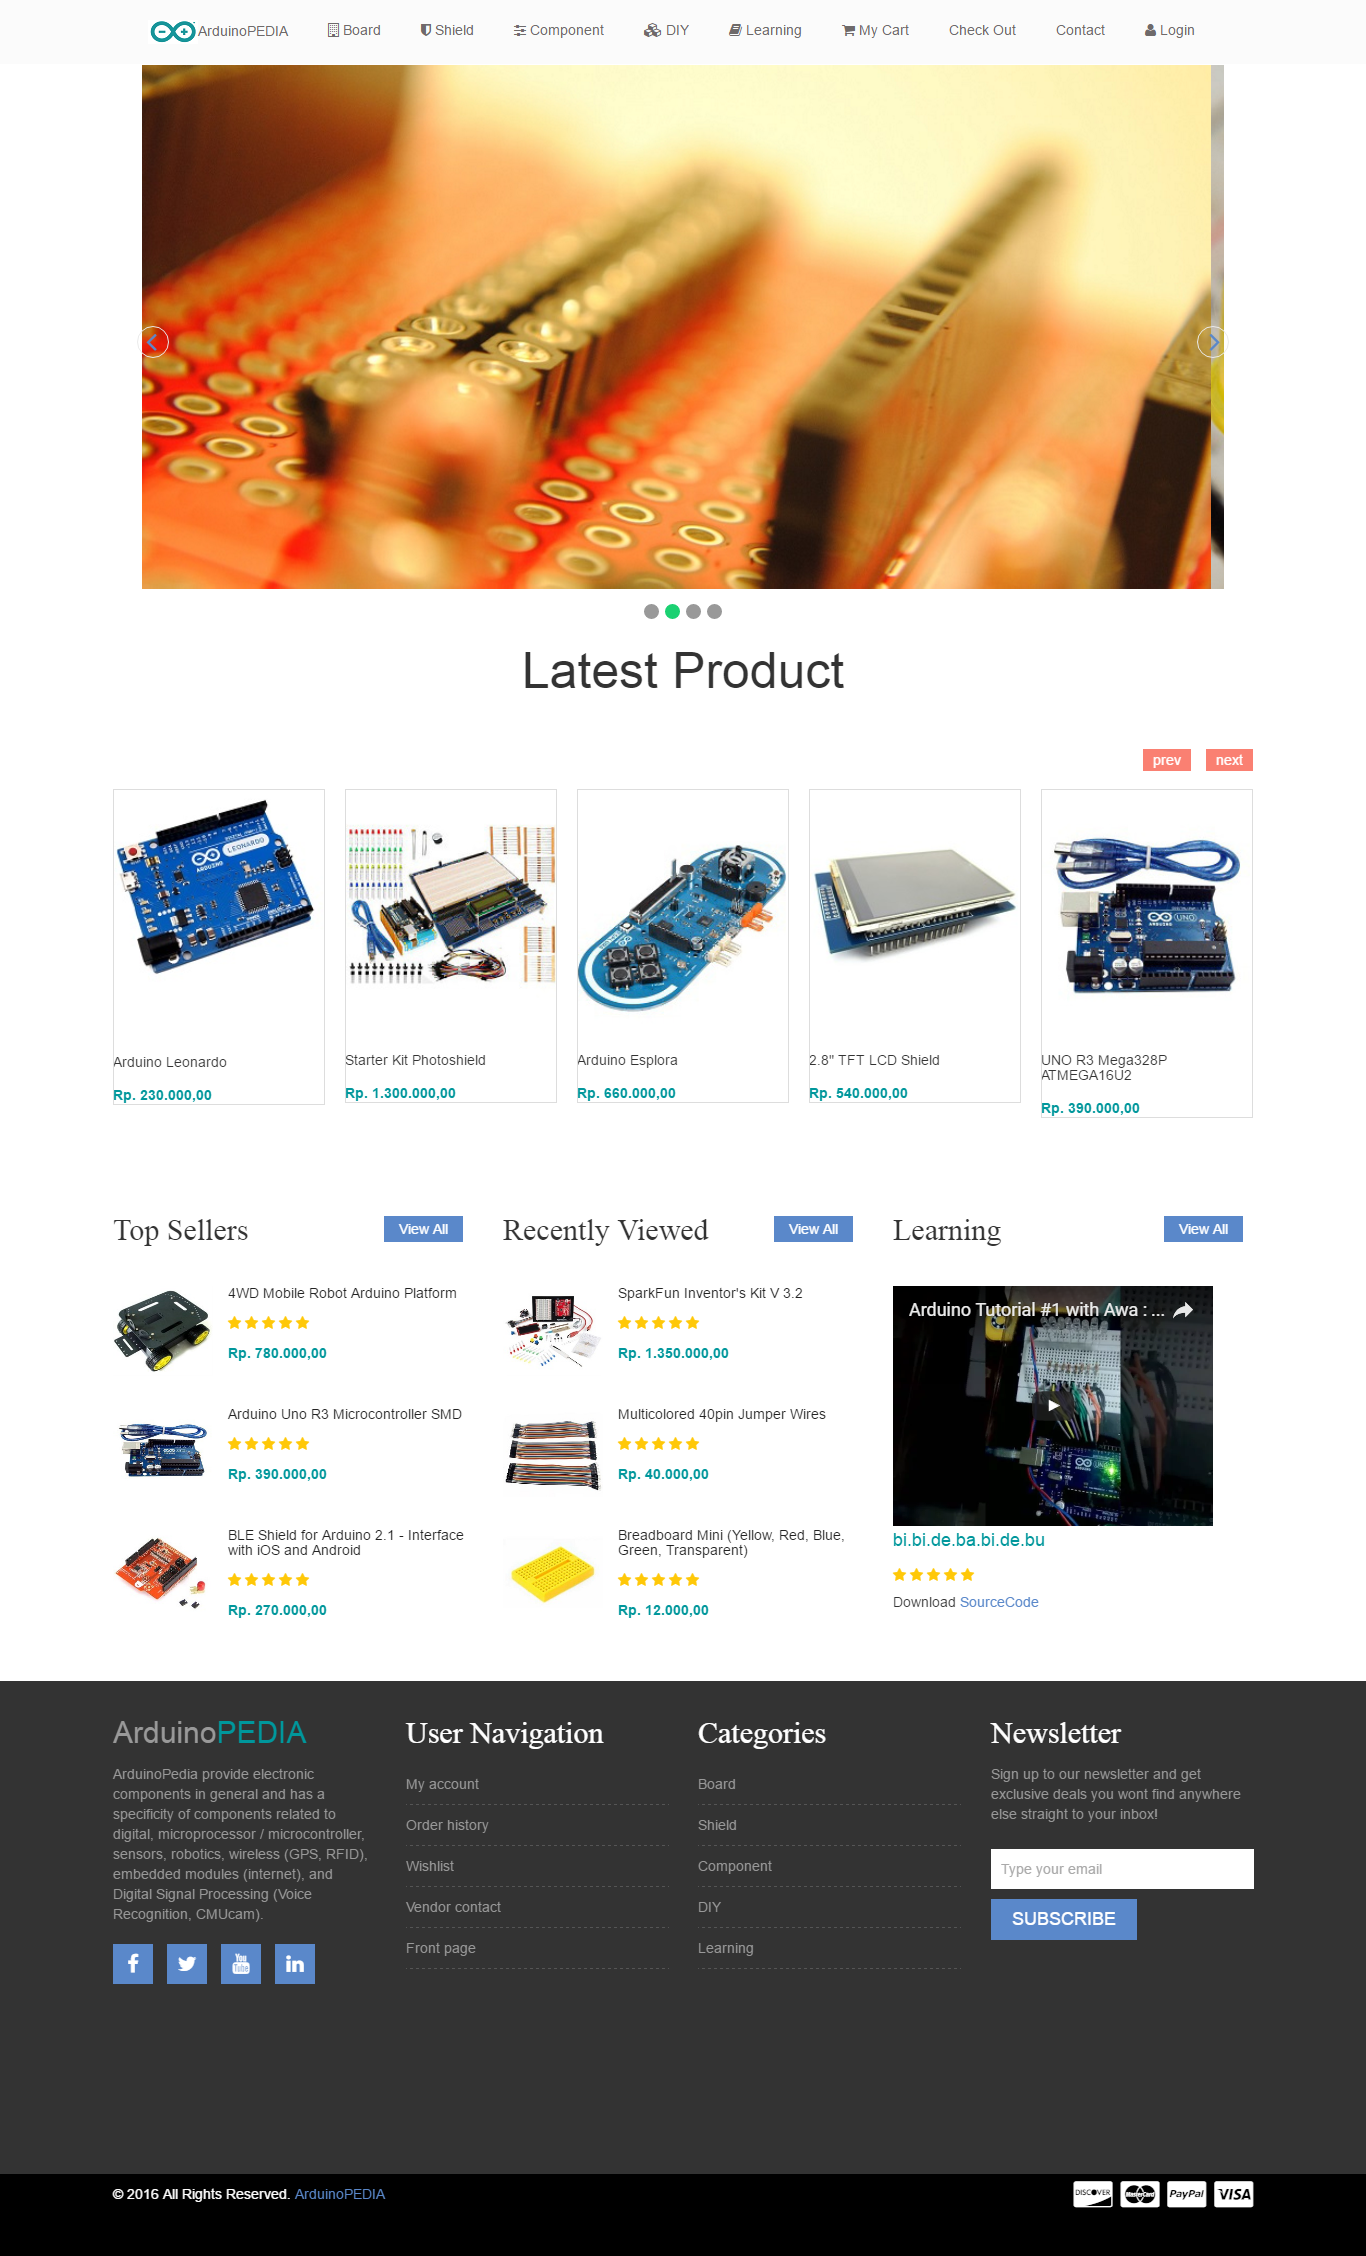 ArduinoPEDIA Board Shield Component DIY Learning My Cart Check Out Contact Login
Latest Product
prev next
LEONARDO
ARDUINO
UNO
ARDUINO
Arduino Leonardo
Rp. 230.000,00
Starter Kit Photoshield
Rp. 1.300.000,00
Arduino Esplora
Rp. 660.000,00
2.8" TFT LCD Shield
Rp. 540.000,00
UNO R3 Mega328P
ATMEGA16U2
Rp. 390.000,00
Top Sellers View All
4WD Mobile Robot Arduino Platform
Rp. 780.000,00
Arduino Uno R3 Microcontroller SMD
Rp. 390.000,00
BLE Shield for Arduino 2.1 - Interface
with iOS and Android
Rp. 270.000,00
Recently Viewed View All
SparkFun Inventor's Kit V 3.2
Rp. 1.350.000,00
Multicolored 40pin Jumper Wires
Rp. 40.000,00
Breadboard Mini (Yellow, Red, Blue,
Green, Transparent)
Rp. 12.000,00
Learning View All
Arduino Tutorial #1 with Awa : ...
bi.bi.de.ba.bi.de.bu
Download SourceCode
ArduinoPEDIA
ArduinoPedia provide electronic
components in general and has a
specificity of components related to
digital, microprocessor / microcontroller,
sensors, robotics, wireless (GPS, RFID),
embedded modules (internet), and
Digital Signal Processing (Voice
Recognition, CMUcam).
You
Tube
in
User Navigation
My account
Order history
Wishlist
Vendor contact
Front page
Categories
Board
Shield
Component
DIY
Learning
Newsletter
Sign up to our newsletter and get
exclusive deals you wont find anywhere
else straight to your inbox!
Type your email
SUBSCRIBE
© 2016 All Rights Reserved. ArduinoPEDIA
DISCOVER MasterCard PayPal VISA